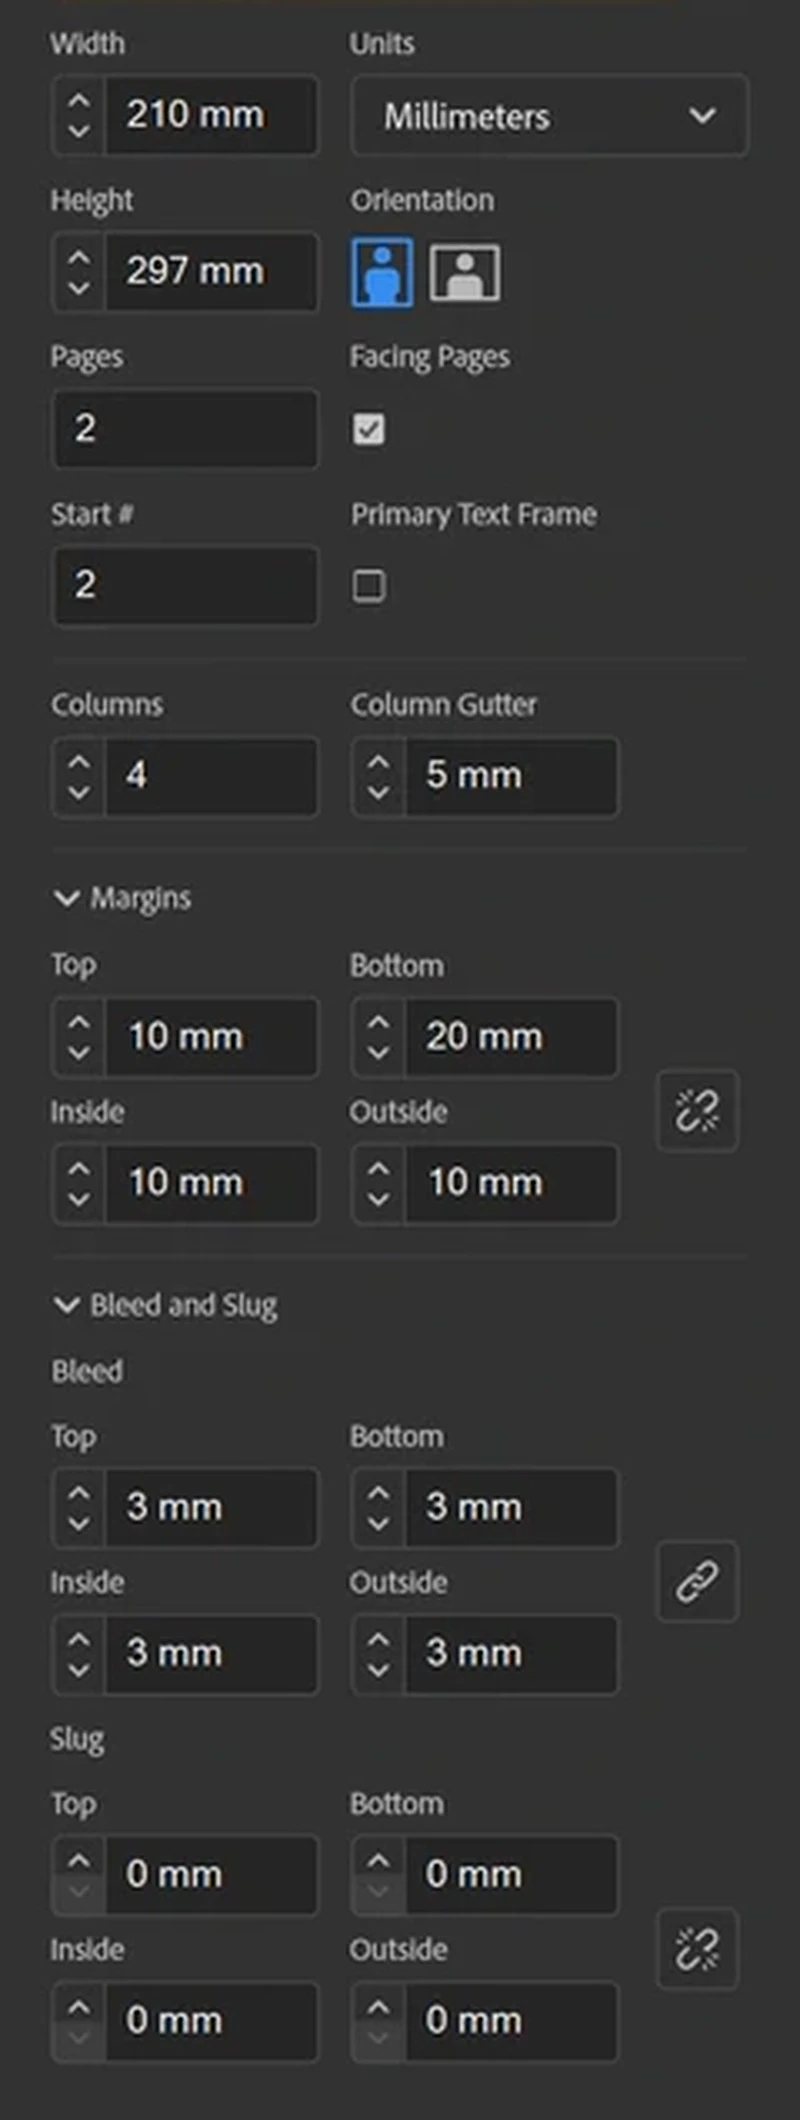 Width Units
210 mm Millimeters
Height Orientation
297 mm
Pages Facing Pages
2
Start # Primary Text Frame
2
Columns Column Gutter
4 5 mm
Margins
Top Bottom
10 mm 20 mm
Inside Outside
10 mm 10 mm
Bleed and Slug
Bleed
Top Bottom
3 mm 3 mm
Inside Outside
3 mm 3 mm
Slug
Top Bottom
0 mm 0 mm
Inside Outside
0 mm 0 mm